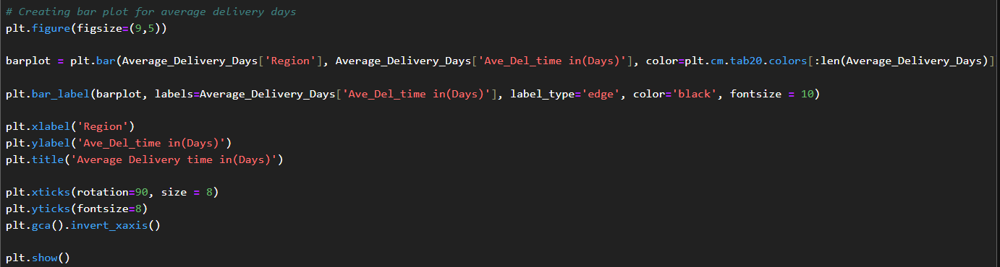 # Creating bar plot for average delivery days
plt.figure(figsize=(9,5))
barplot = plt.bar(Average_Delivery_Days['Region'], Average_Delivery_Days['Ave_Del_time in(Days)'], color=plt.cm.tab20.colors[:len(Average_Delivery_Days)]
plt.bar_label(barplot, labels=Average_Delivery_Days['Ave_Del_time in(Days)'], label_type='edge', color='black', fontsize = 10)
plt.xlabel('Region')
plt.ylabel('Ave_Del_time in(Days)')
plt.title('Average Delivery time in(Days)')
plt.xticks(rotation=90, size = 8)
plt.yticks(fontsize=8)
plt.gca().invert_xaxis()
plt.show()